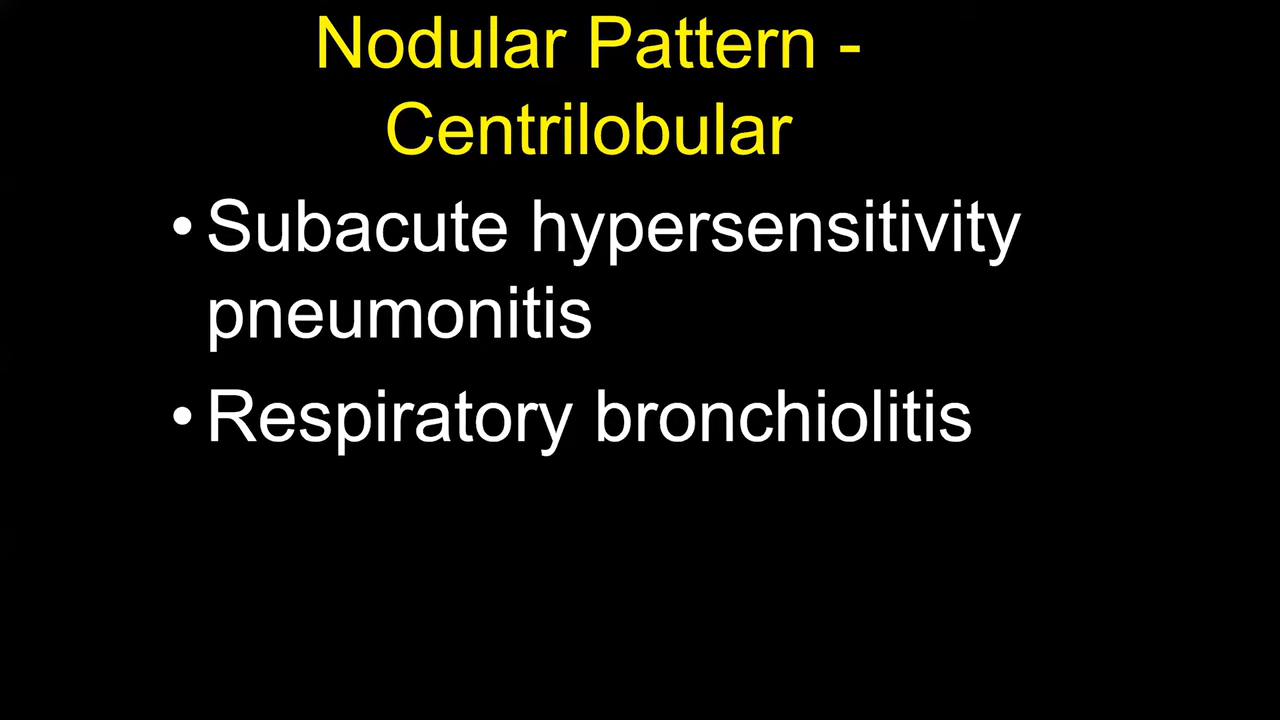 Nodular Pattern -
Centrilobular
• Subacute hypersensitivity
pneumonitis
• Respiratory bronchiolitis